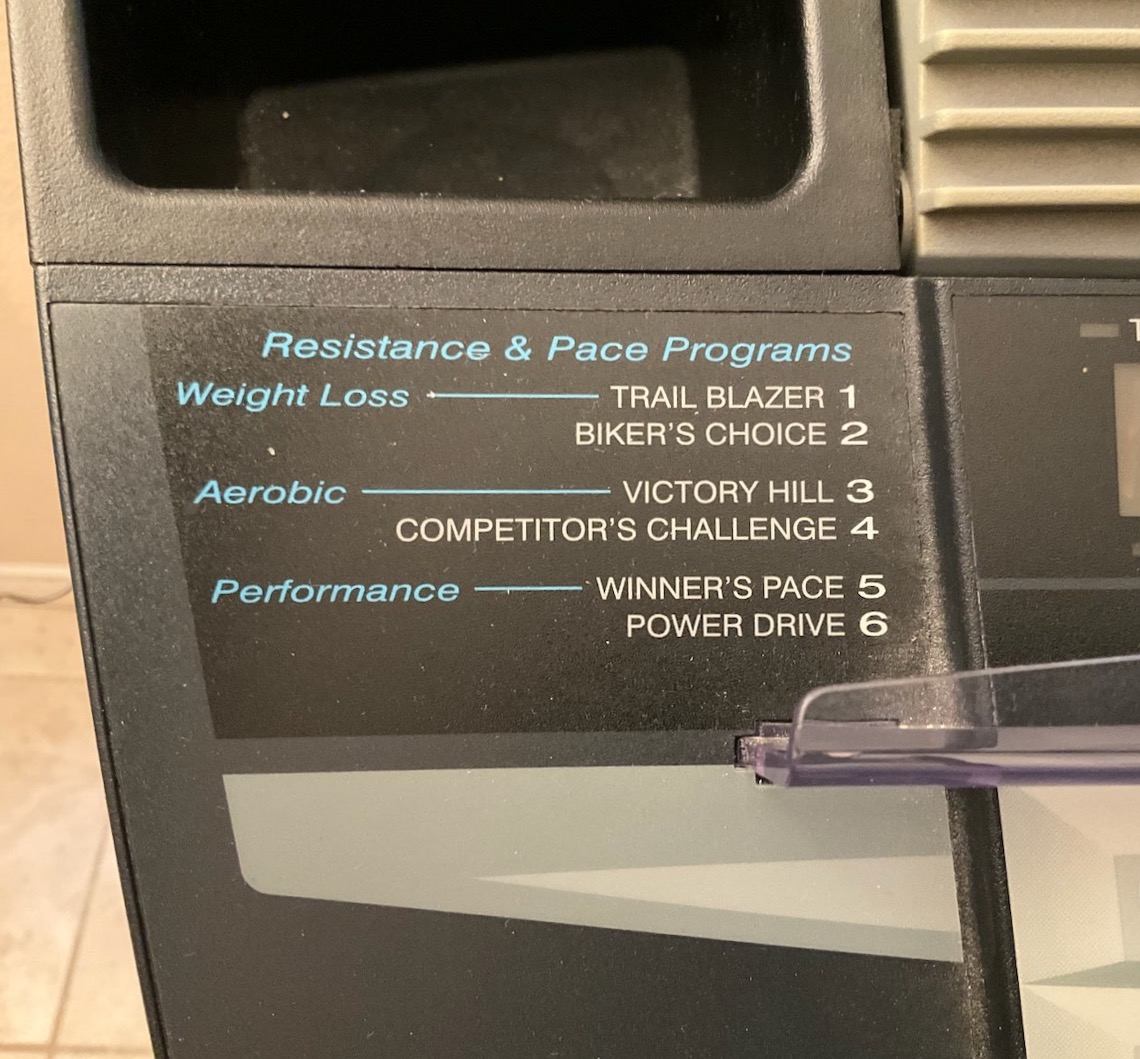 Resistance & Pace Programs
Weight Loss TRAIL BLAZER 1
BIKER'S CHOICE 2
Aerobic VICTORY HILL 3
COMPETITOR'S CHALLENGE 4
Performance WINNER'S PACE 5
POWER DRIVE 6